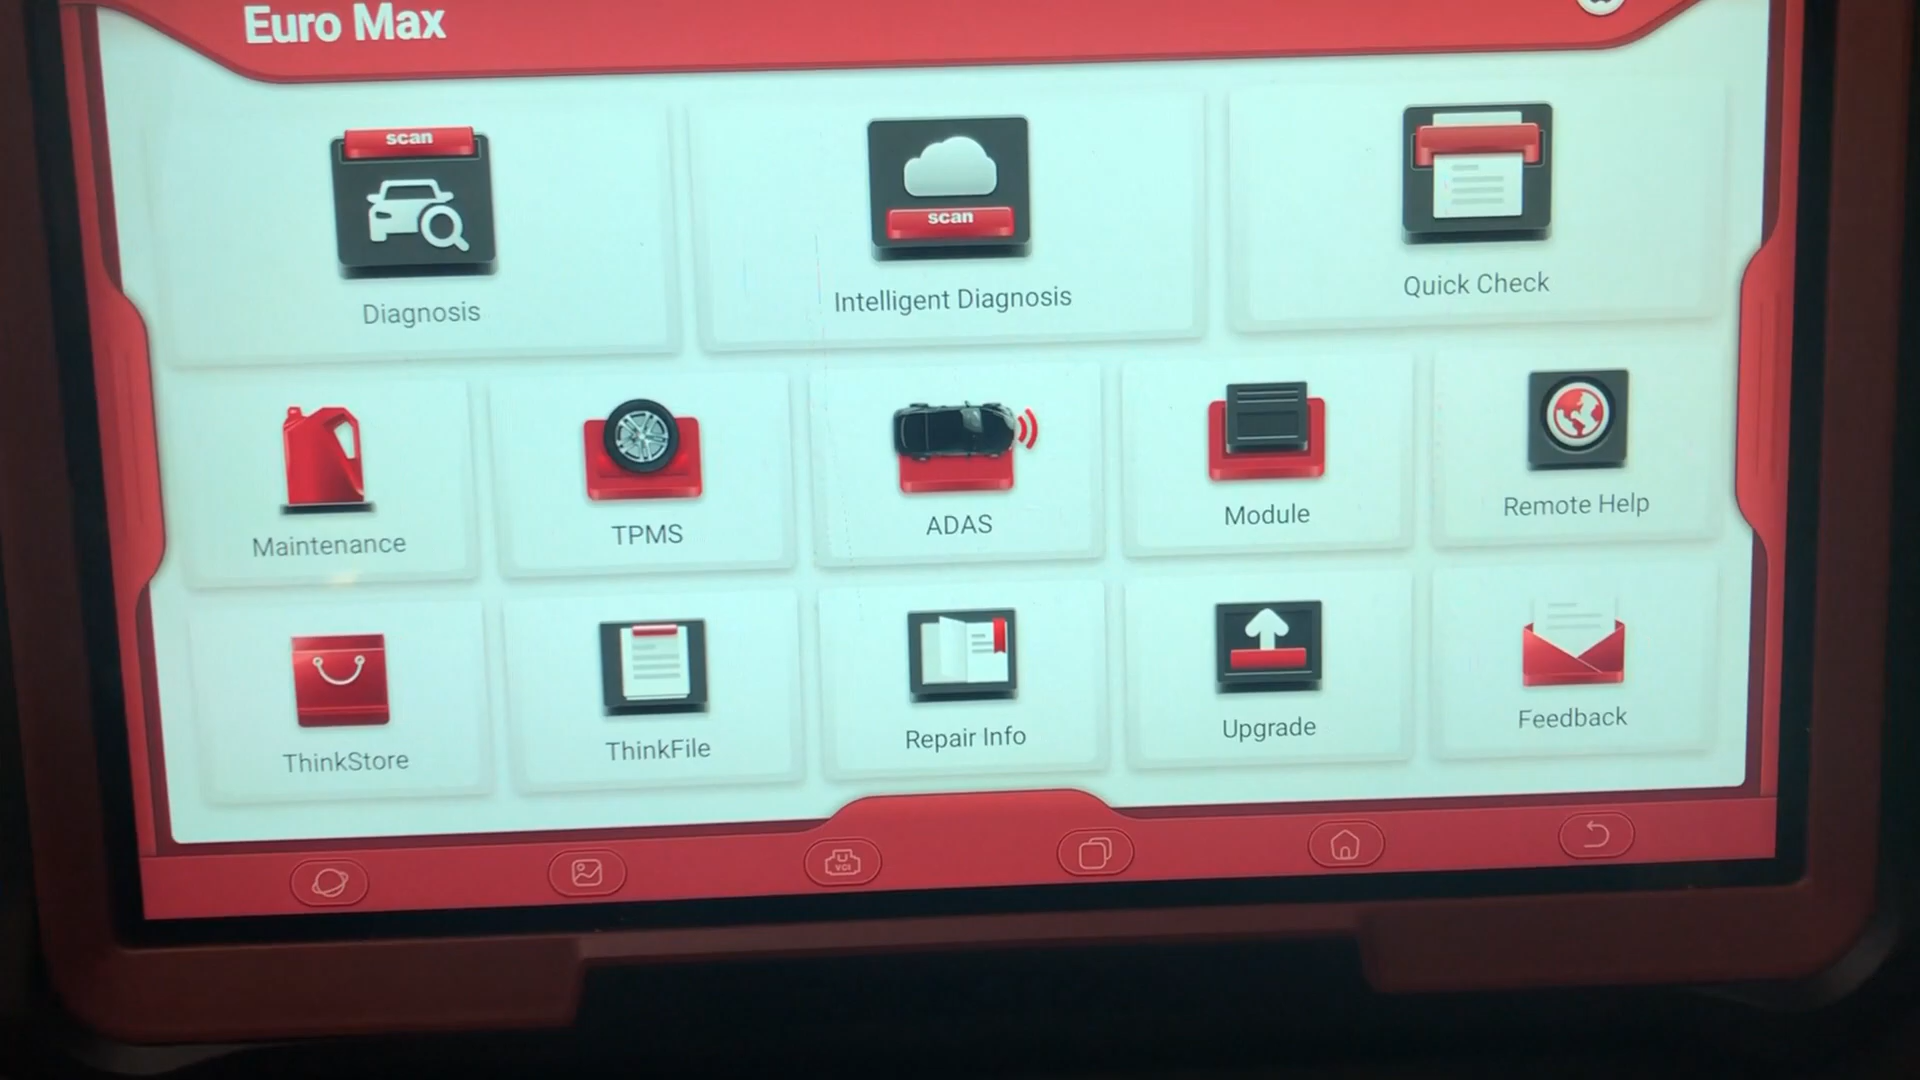 Euro Max
scan
scan
Diagnosis
Intelligent Diagnosis
Quick Check
Maintenance
TPMS
ADAS
Module
Remote Help
ThinkStore
ThinkFile
Repair Info
Upgrade
Feedback
VCI